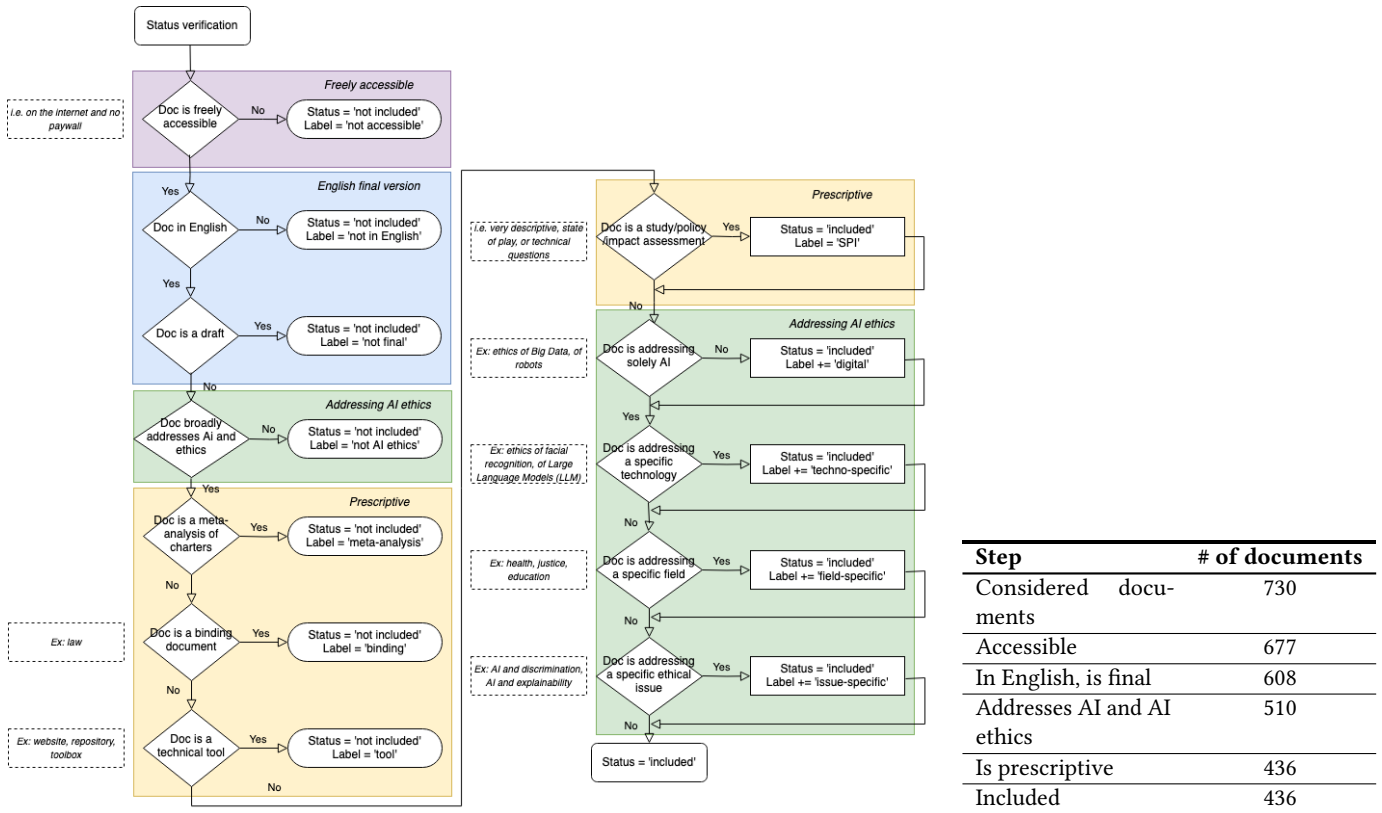 Status verification
Freely accessible
i.e. on the internet and no
paywall
Doc is freely
accessible
No
Status = 'not included'
Label = 'not accessible'
Yes
English final version
Doc in English
No
Status = 'not included'
Label = 'not in English'
Yes
Doc is a draft
Yes
Status = 'not included'
Label = 'not final'
No
Addressing AI ethics
Doc broadly
addresses Ai and
ethics
No
Status = 'not included'
Label = 'not AI ethics'
Yes
Prescriptive
Doc is a meta-
analysis of
charters
Yes
Status = 'not included'
Label = 'meta-analysis'
No
Ex: law
Doc is a binding
document
Yes
Status = 'not included'
Label = 'binding'
No
Ex: website, repository,
toolbox
Doc is a
technical tool
Yes
Status = 'not included'
Label = 'tool'
No
Prescriptive
i.e. very descriptive, state
of play, or technical
questions
Doc is a study/policy
/impact assessment
Yes
Status = 'included'
Label = 'SPI'
No
Addressing AI ethics
Ex: ethics of Big Data, of
robots
Doc is addressing
solely AI
No
Status = 'included'
Label += 'digital'
Yes
Ex: ethics of facial
recognition, of Large
Language Models (LLM)
Doc is addressing
a specific
technology
Yes
Status = 'included'
Label += 'techno-specific'
No
Ex: health, justice,
education
Doc is addressing
a specific field
Yes
Status = 'included'
Label += 'field-specific'
No
Ex: AI and discrimination,
AI and explainability
Doc is addressing
a specific ethical
issue
Yes
Status = 'included'
Label += 'issue-specific'
No
Status = 'included'
Step # of documents
Considered docu-
ments 730
Accessible 677
In English, is final 608
Addresses AI and AI
ethics 510
Is prescriptive 436
Included 436